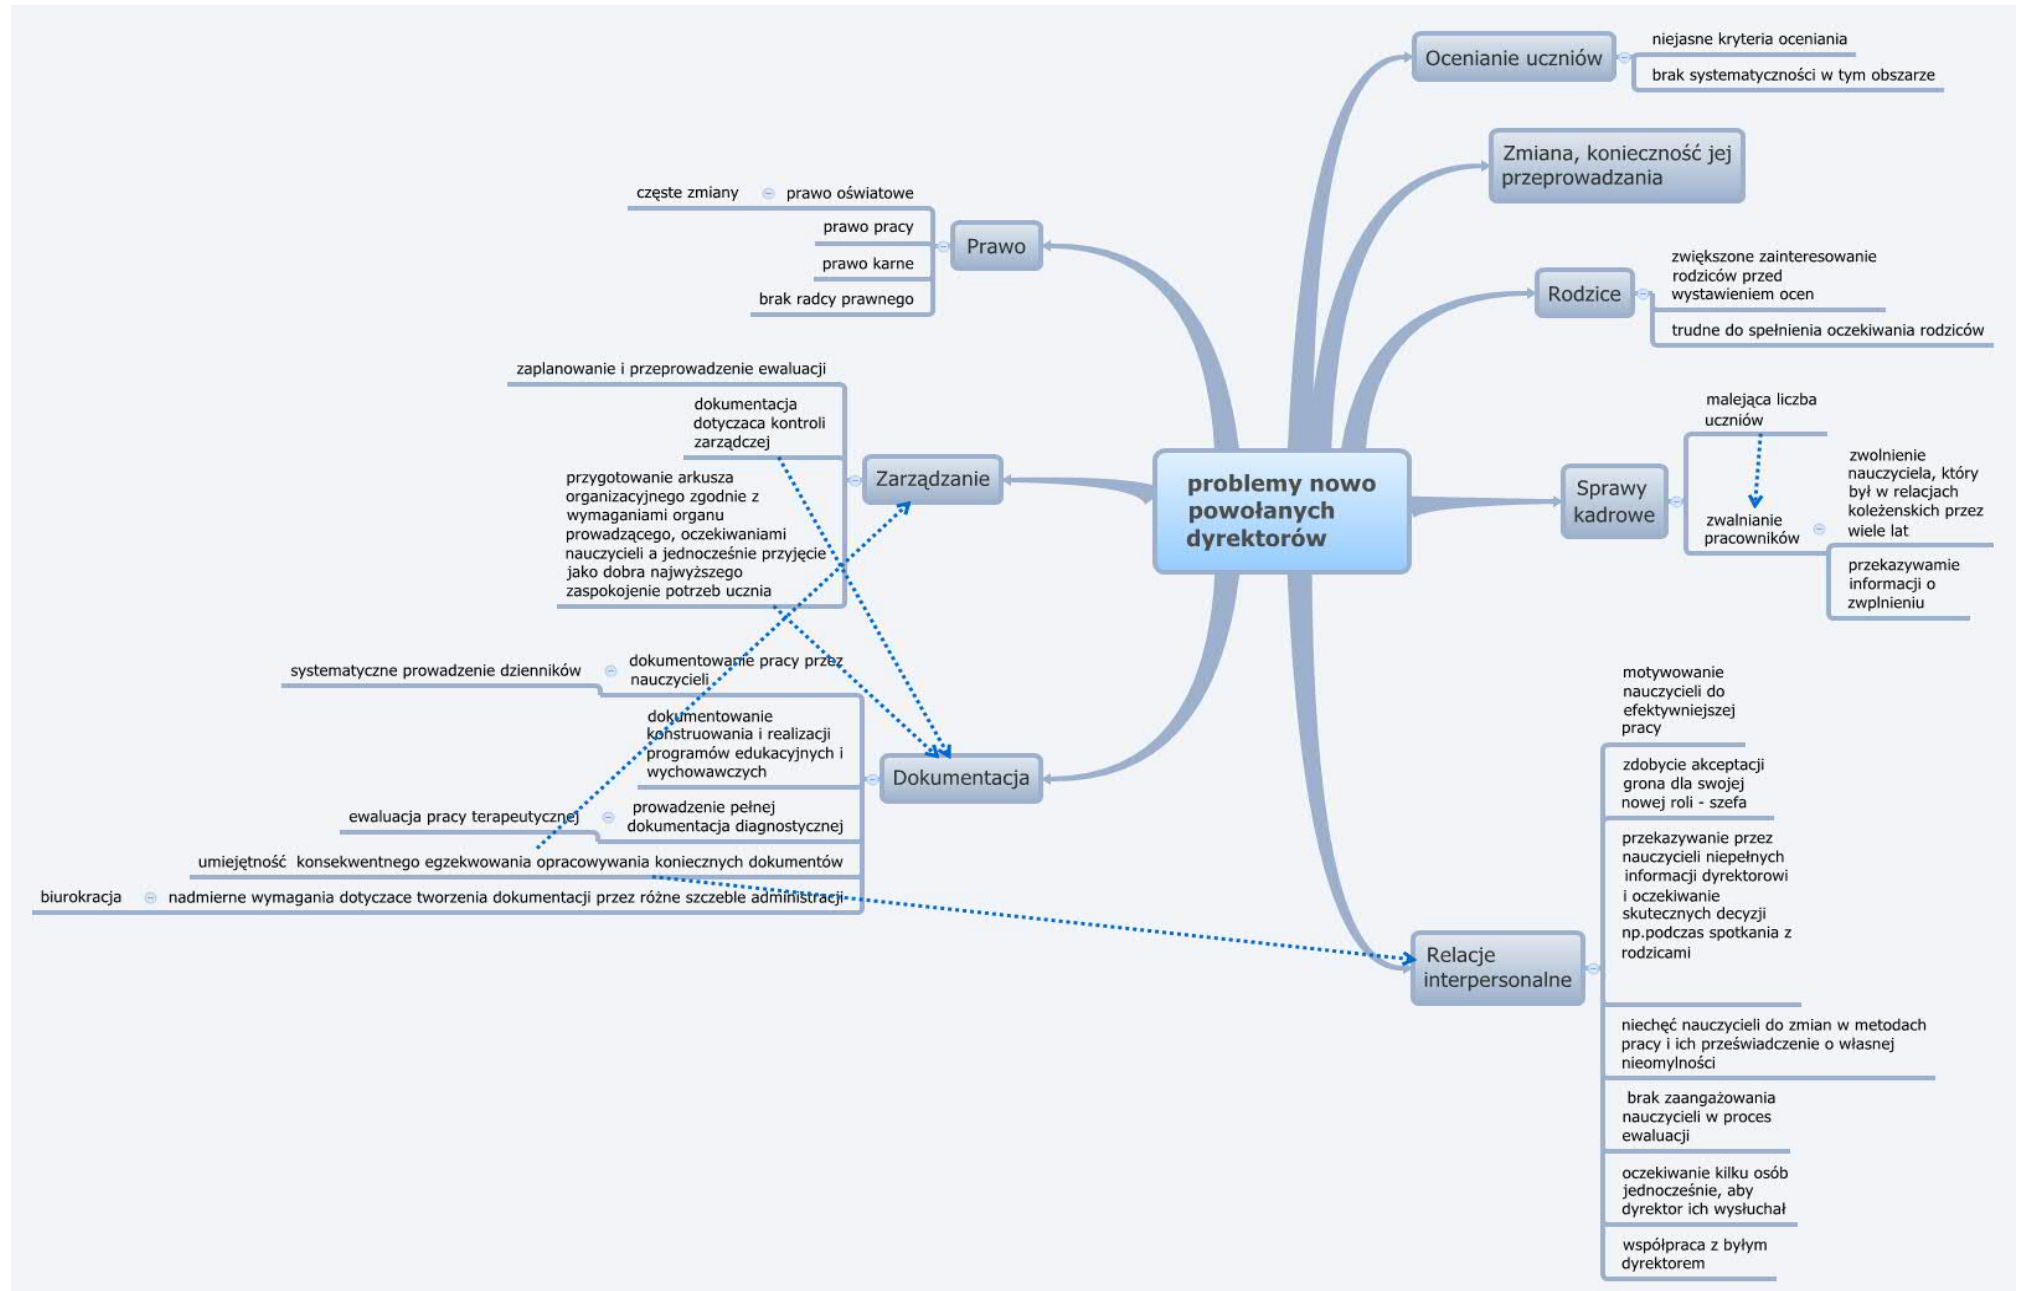 problemy nowo
powołanych
dyrektorów
Ocenianie uczniów
niejasne kryteria oceniania
brak systematyczności w tym obszarze
Zmiana, konieczność jej
przeprowadzania
Rodzice
zwiększone zainteresowanie
rodziców przed
wystawieniem ocen
trudne do spełnienia oczekiwania rodziców
Sprawy
kadrowe
malejąca liczba
uczniów
zwalnianie
pracowników
zwolnienie
nauczyciela, który
był w relacjach
koleżenskich przez
wiele lat
przekazywamie
informacji o
zwplnieniu
Relacje
interpersonalne
motywowanie
nauczycieli do
efektywniejszej
pracy
zdobycie akceptacji
grona dla swojej
nowej roli - szefa
przekazywanie przez
nauczycieli niepełnych
informacji dyrektorowi
i oczekiwanie
skutecznych decyzji
np.podczas spotkania z
rodzicami
niechęć nauczycieli do zmian w metodach
pracy i ich przeświadczenie o własnej
nieomylności
brak zaangażowania
nauczycieli w proces
ewaluacji
oczekiwanie kilku osób
jednocześnie, aby
dyrektor ich wysłuchał
współpraca z byłym
dyrektorem
Prawo
częste zmiany
prawo oświatowe
prawo pracy
prawo karne
brak radcy prawnego
Zarządzanie
zaplanowanie i przeprowadzenie ewaluacji
dokumentacja
dotyczaca kontroli
zarządczej
przygotowanie arkusza
organizacyjnego zgodnie z
wymaganiami organu
prowadzącego, oczekiwaniami
nauczycieli a jednocześnie przyjęcie
jako dobra najwyższego
zaspokojenie potrzeb ucznia
Dokumentacja
systematyczne prowadzenie dzienników
dokumentowanie pracy przez
nauczycieli
dokumentowanie
konstruowania i realizacji
programów edukacyjnych i
wychowawczych
ewaluacja pracy terapeutycznej
prowadzenie pełnej
dokumentacja diagnostycznej
umiejętność konsekwentnego egzekwowania opracowywania koniecznych dokumentów
biurokracja
nadmierne wymagania dotyczace tworzenia dokumentacji przez różne szczeble administracji